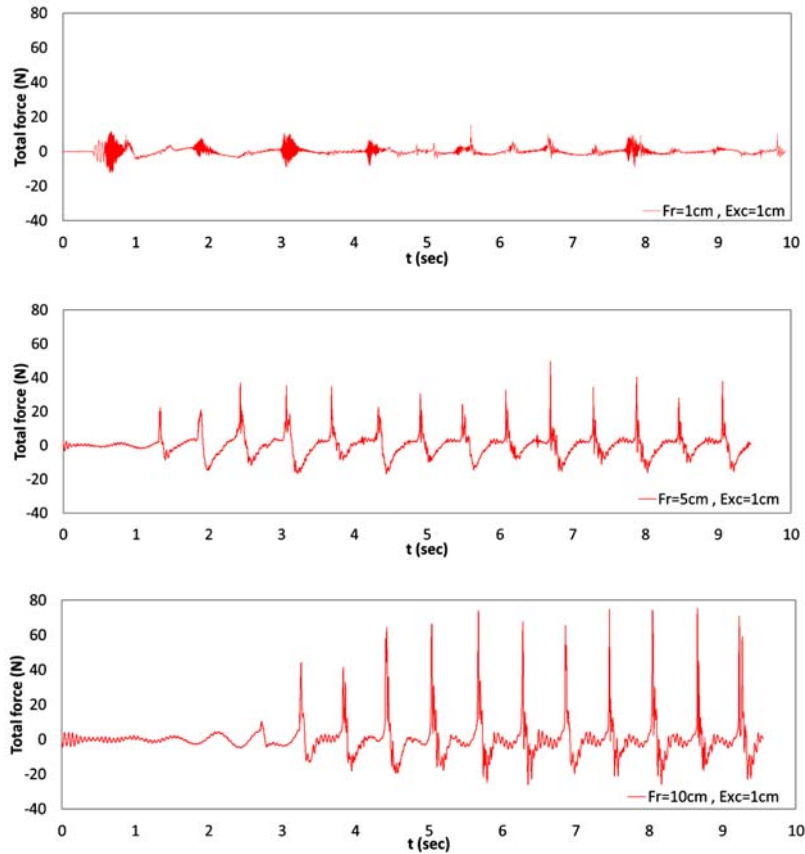 80
60
40
20
0
-20
-40
Total force (N)
Fr=1cm , Exc=1cm
0 1 2 3 4 5 6 7 8 9 10
t (sec)
80
60
40
20
0
-20
-40
Total force (N)
Fr=5cm , Exc=1cm
0 1 2 3 4 5 6 7 8 9 10
t (sec)
80
60
40
20
0
-20
-40
Total force (N)
Fr=10cm , Exc=1cm
0 1 2 3 4 5 6 7 8 9 10
t (sec)